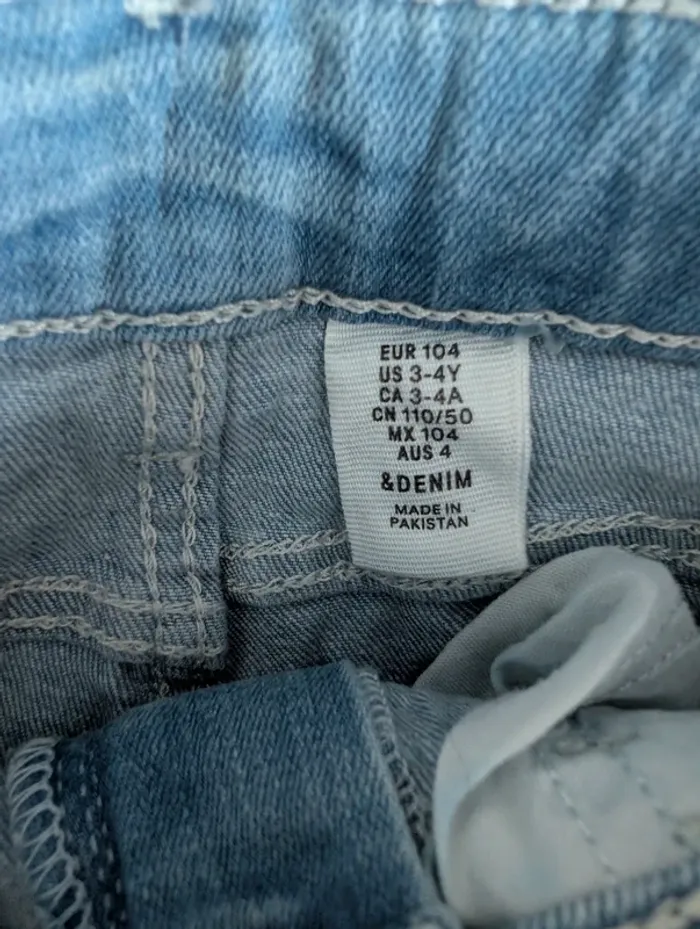 EUR 104
US 3-4Y
CA 3-4A
CN 110/50
MX 104
AUS 4
&DENIM
MADE IN
PAKISTAN